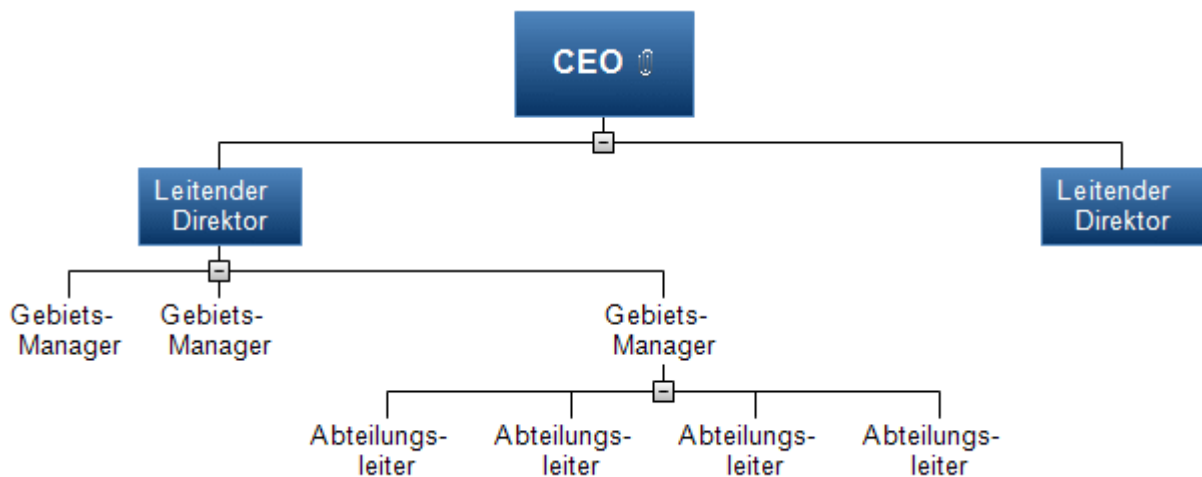 CEO
Leitender
Direktor
Leitender
Direktor
Gebiets-
Manager
Gebiets-
Manager
Gebiets-
Manager
Abteilungs-
leiter
Abteilungs-
leiter
Abteilungs-
leiter
Abteilungs-
leiter